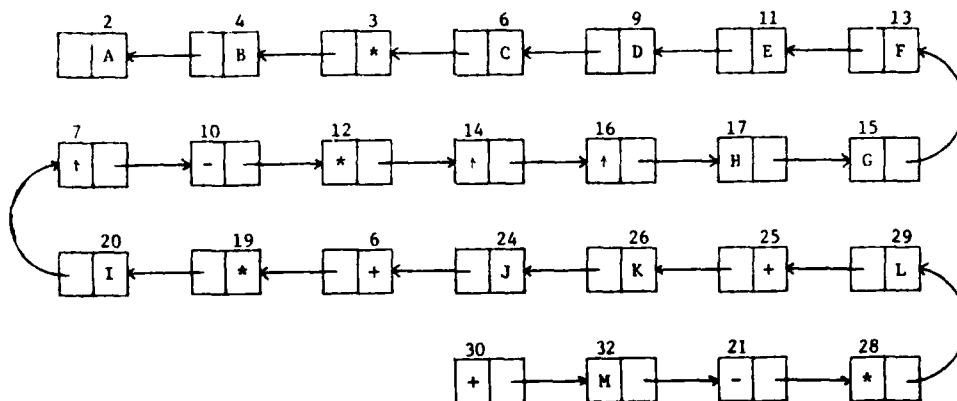 2 4 3 6 9 11 13
A B * C D E F
7 10 12 14 16 17 15
↑ - * ↑ ↑ H G
20 19 6 24 26 25 29
I * + J K + L
30 32 21 28
+ M - *